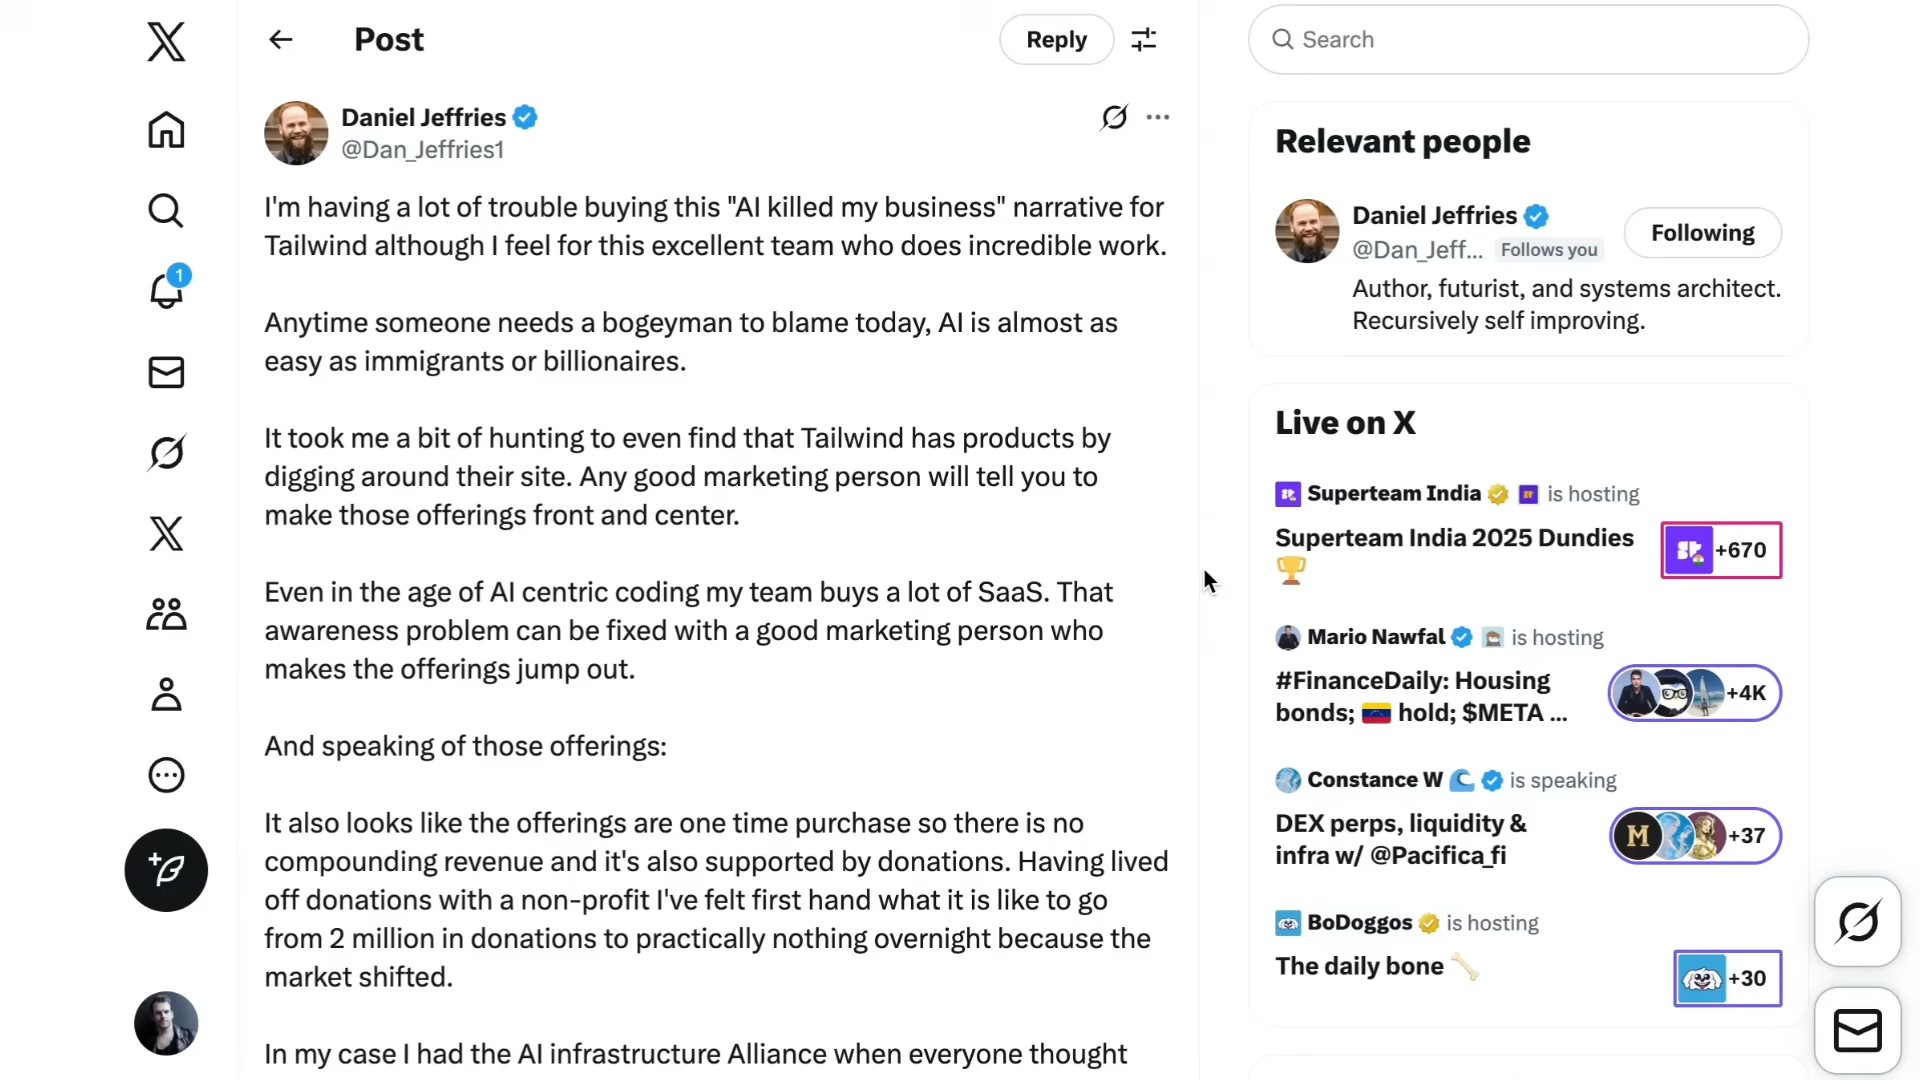 Post
Reply
Daniel Jeffries
@Dan_Jeffries1
I'm having a lot of trouble buying this "AI killed my business" narrative for
Tailwind although I feel for this excellent team who does incredible work.
Anytime someone needs a bogeyman to blame today, AI is almost as
easy as immigrants or billionaires.
It took me a bit of hunting to even find that Tailwind has products by
digging around their site. Any good marketing person will tell you to
make those offerings front and center.
Even in the age of AI centric coding my team buys a lot of SaaS. That
awareness problem can be fixed with a good marketing person who
makes the offerings jump out.
And speaking of those offerings:
It also looks like the offerings are one time purchase so there is no
compounding revenue and it's also supported by donations. Having lived
off donations with a non-profit I've felt first hand what it is like to go
from 2 million in donations to practically nothing overnight because the
market shifted.
In my case I had the AI infrastructure Alliance when everyone thought
1
Search
Relevant people
Daniel Jeffries
@Dan_Jeff... Follows you
Following
Author, futurist, and systems architect.
Recursively self improving.
Live on X
Superteam India is hosting
Superteam India 2025 Dundies
+670
Mario Nawfal is hosting
#FinanceDaily: Housing
bonds; hold; $META ...
+4K
Constance W is speaking
DEX perps, liquidity &
infra w/ @Pacifica_fi
M +37
BoDoggos is hosting
The daily bone
+30